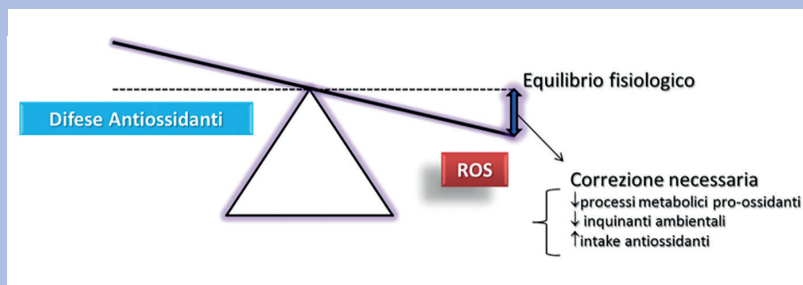 Equilibrio fisiologico
Difese Antiossidanti
ROS
Correzione necessaria
↓processi metabolici pro-ossidanti
↓ inquinanti ambientali
↑intake antiossidanti